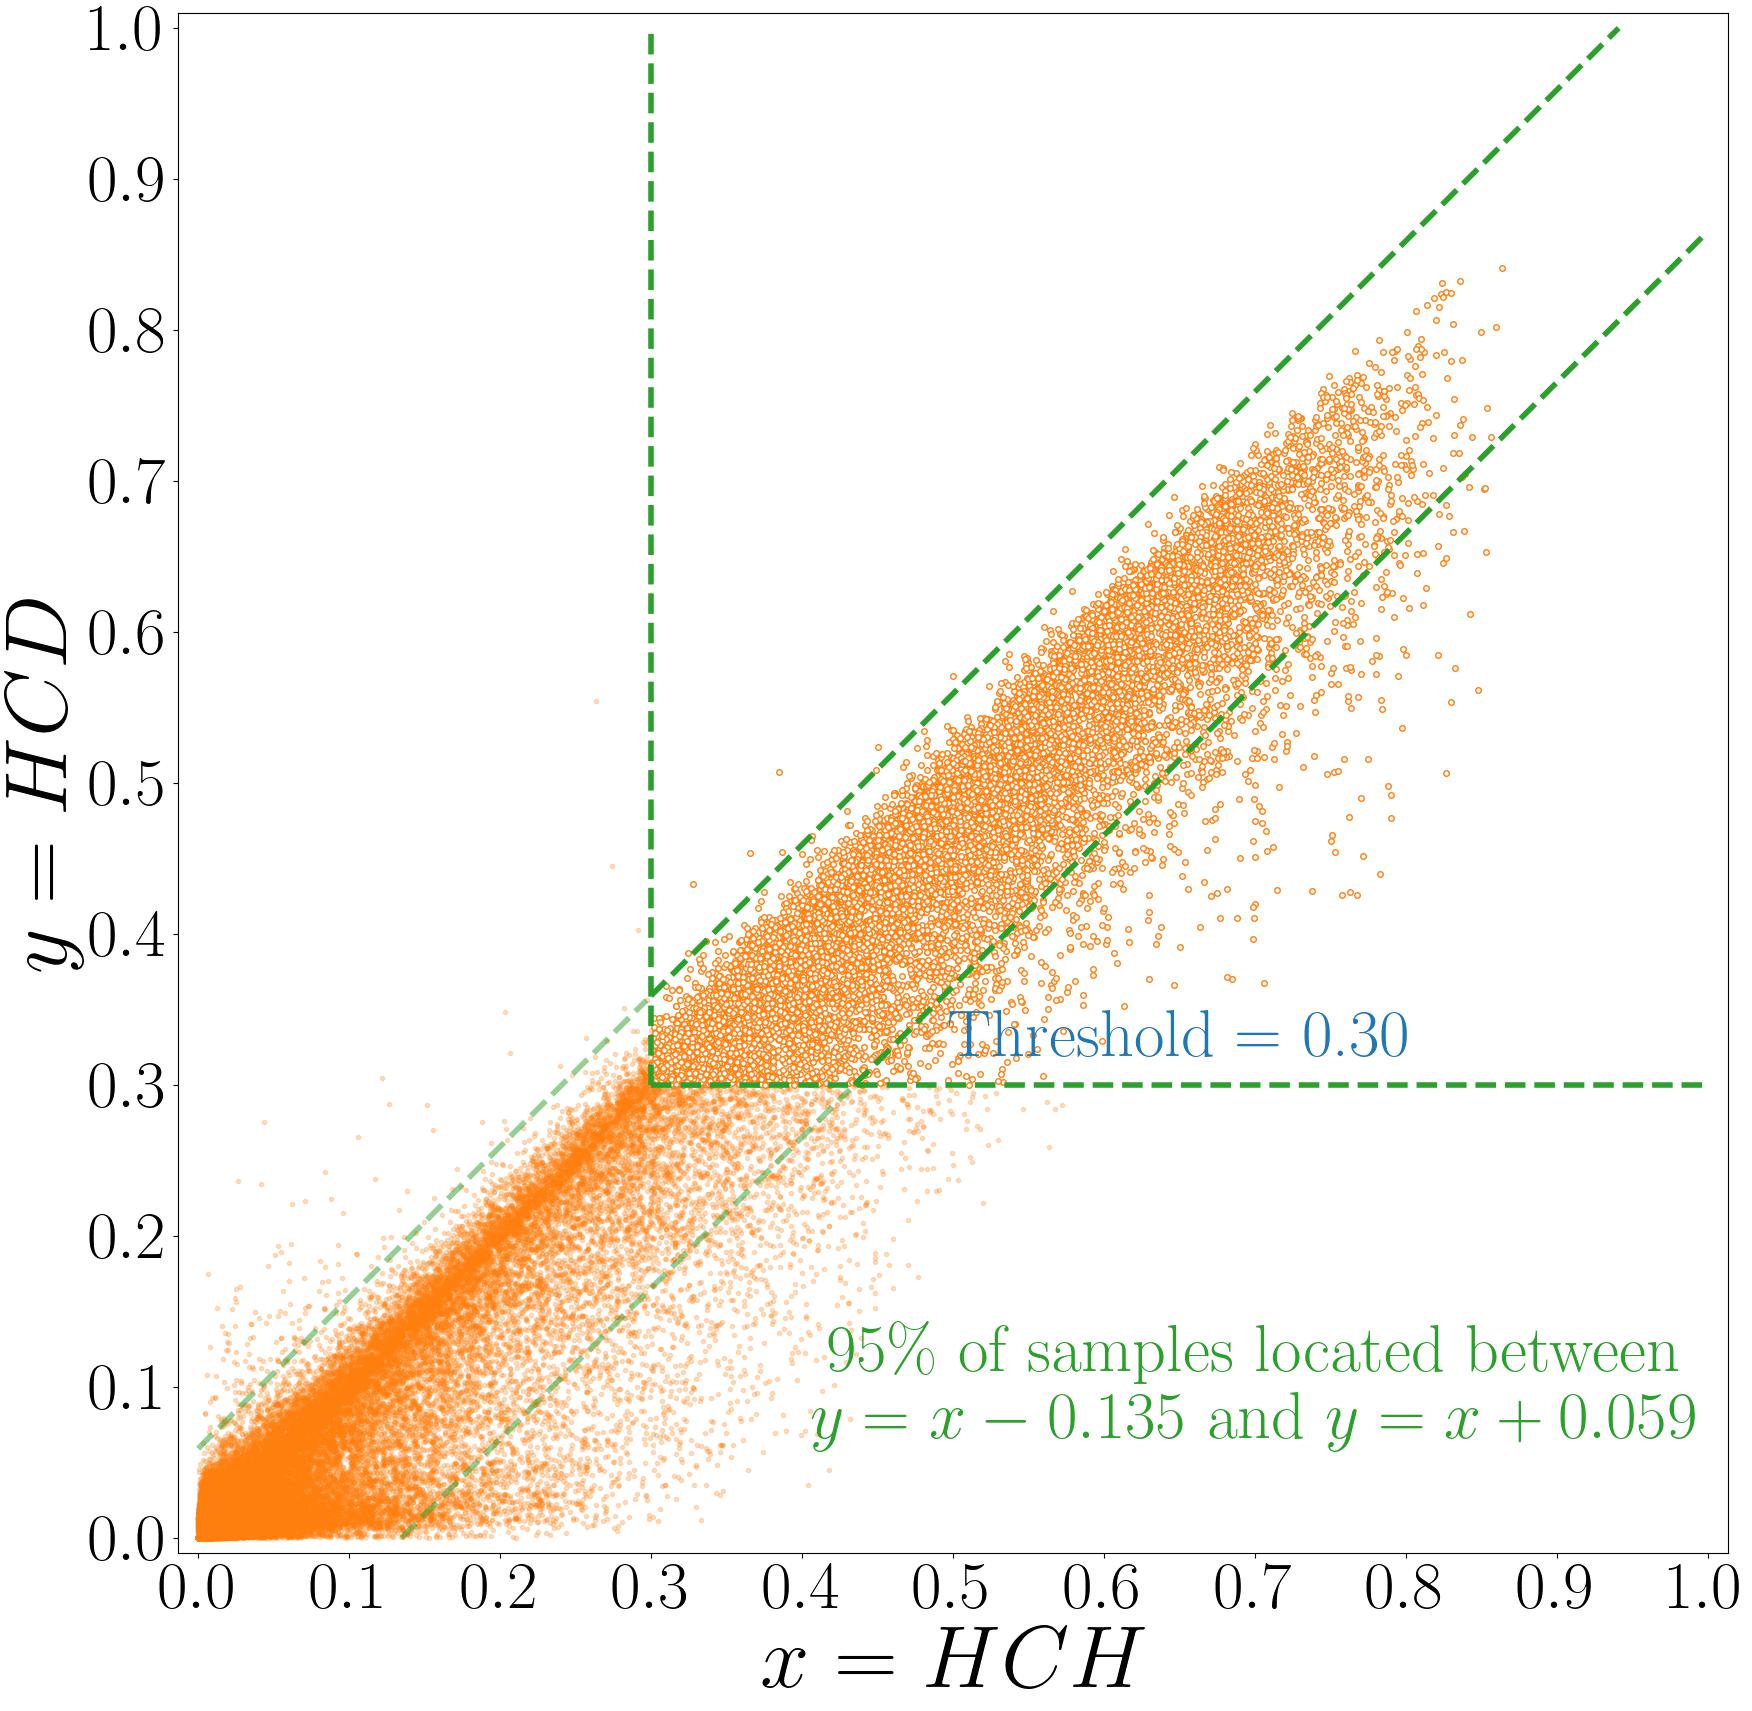 1.0
0.9
0.8
0.7
0.6
0.5
0.4
0.3
0.2
0.1
0.0
y = HCD
Threshold = 0.30
95% of samples located between
y = x − 0.135 and y = x + 0.059
0.0 0.1 0.2 0.3 0.4 0.5 0.6 0.7 0.8 0.9 1.0
x = HCH